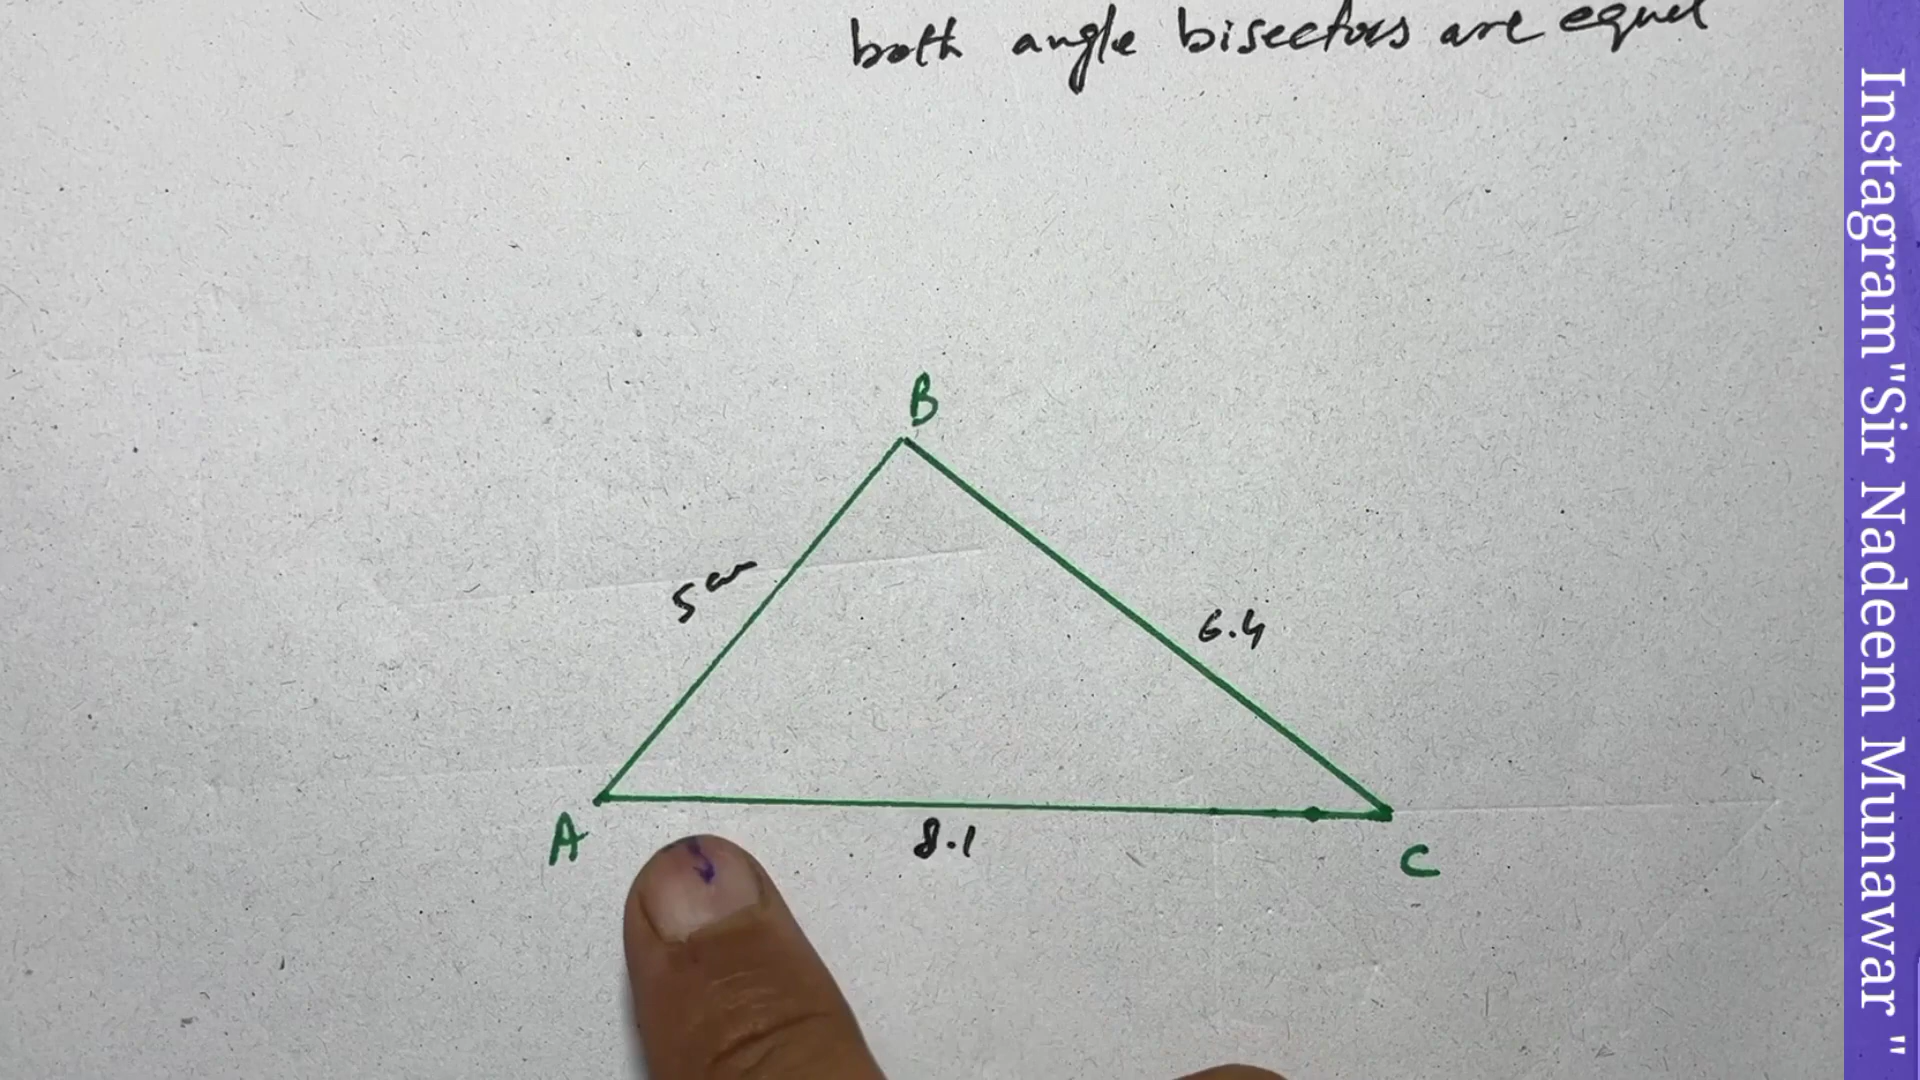 both angle bisectors are equal
B
5cm
6.4
A
8.1
C
Instagram"Sir Nadeem Munawar "